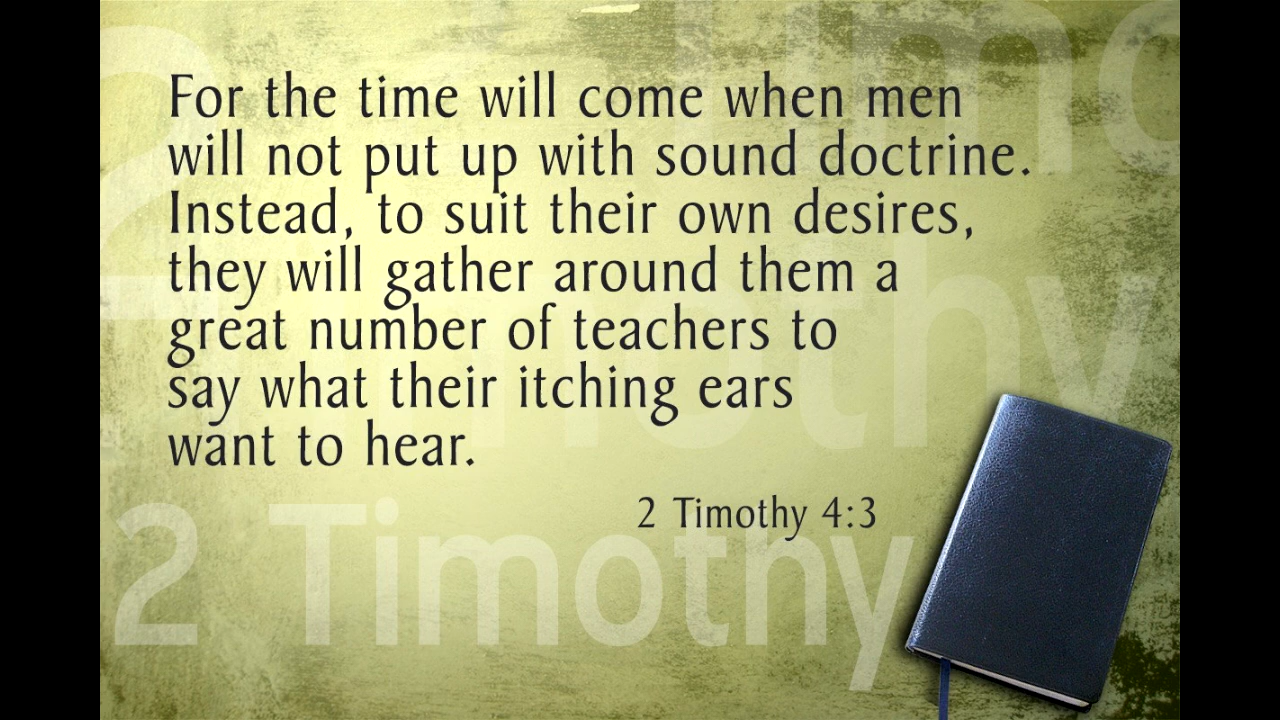 For the time will come when men
will not put up with sound doctrine.
Instead, to suit their own desires,
they will gather around them a
great number of teachers to
say what their itching ears
want to hear.
2 Timothy 4:3
2 Timothy
2 Timothy